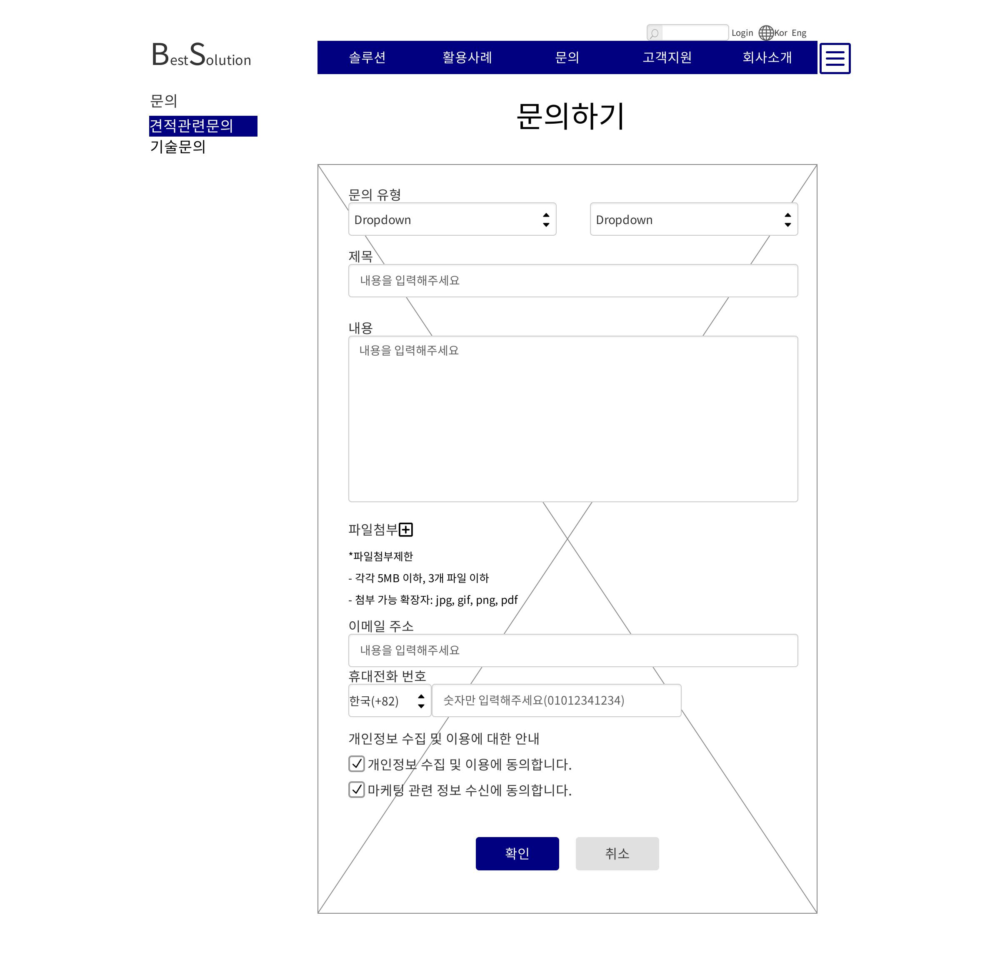 Login Kor Eng
BestSolution
솔루션 활용사례 문의 고객지원 회사소개
문의
견적관련문의
기술문의
문의하기
문의 유형
Dropdown Dropdown
제목
내용을 입력해주세요
내용
내용을 입력해주세요
파일첨부
*파일첨부제한
- 각각 5MB 이하, 3개 파일 이하
- 첨부 가능 확장자: jpg, gif, png, pdf
이메일 주소
내용을 입력해주세요
휴대전화 번호
한국(+82) 숫자만 입력해주세요(01012341234)
개인정보 수집 및 이용에 대한 안내
개인정보 수집 및 이용에 동의합니다.
마케팅 관련 정보 수신에 동의합니다.
확인 취소